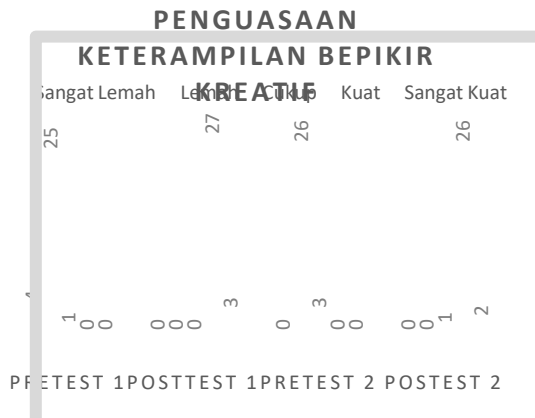 PENGUASAAN
KETERAMPILAN BEPIKIR
KREATIF
Sangat Lemah Lemah Cukup Kuat Sangat Kuat
25 1 0 0
0 0 0 27 3
0 26 3 0 0
0 0 1 26 2
PRETEST 1 POSTTEST 1 PRETEST 2 POSTEST 2